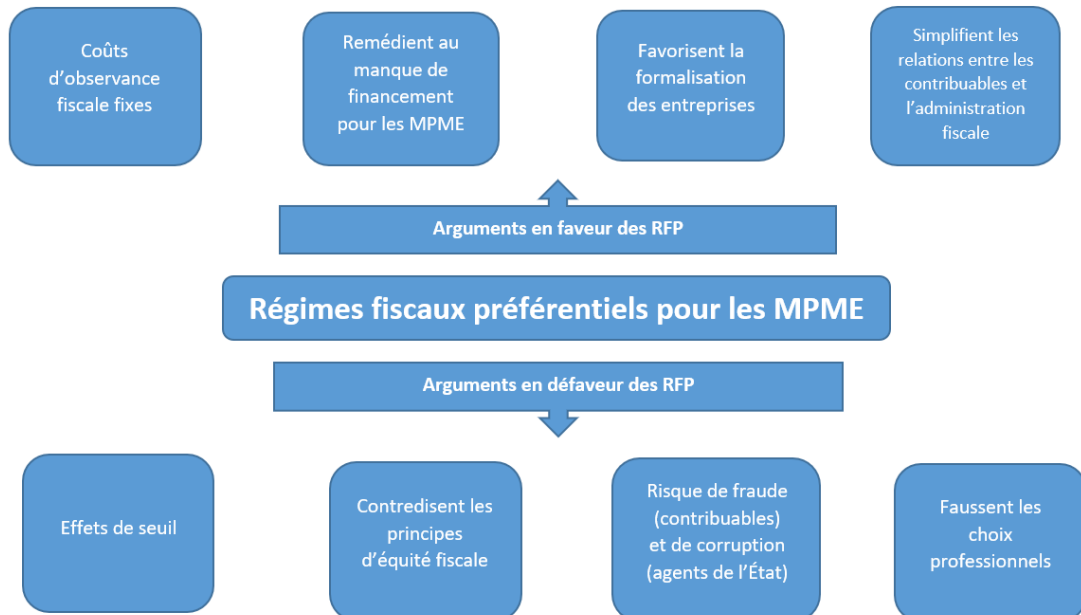 Coûts
d’observance
fiscale fixes
Remédient au
manque de
financement
pour les MPME
Favorisent la
formalisation
des entreprises
Simplifient les
relations entre les
contribuables et
l’administration
fiscale
Arguments en faveur des RFP
Régimes fiscaux préférentiels pour les MPME
Arguments en défaveur des RFP
Effets de seuil
Contredisent les
principes
d’équité fiscale
Risque de fraude
(contribuables)
et de corruption
(agents de l’État)
Faussent les
choix
professionnels